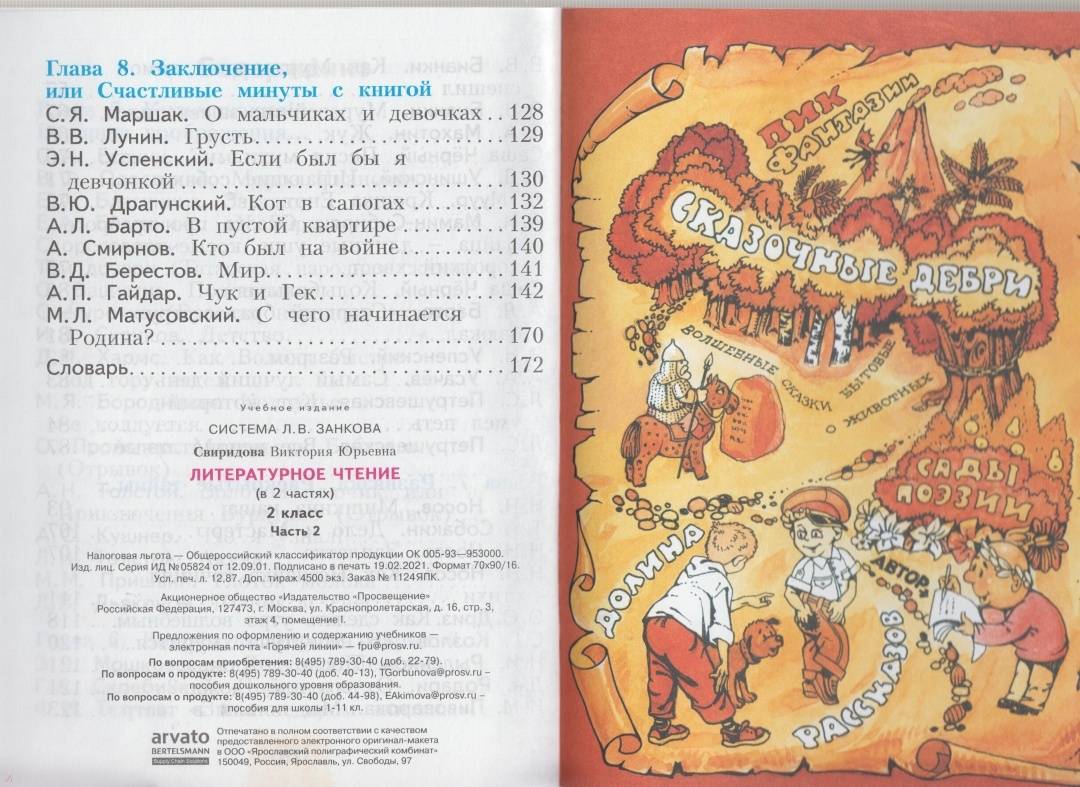 Глава 8. Заключение,
или Счастливые минуты с книгой
С.Я. Маршак. О мальчиках и девочках.. 128
В.В. Лунин. Грусть............................ 129
Э.Н. Успенский. Если был бы я
девчонкой........................................ 130
В.Ю. Драгунский. Кот в сапогах.......... 132
А.Л. Барто. В пустой квартире............ 139
А. Смирнов. Кто был на войне............ 140
В.Д. Берестов. Мир............................ 141
А.П. Гайдар. Чук и Гек...................... 142
М.Л. Матусовский. С чего начинается
Родина?............................................ 170
Словарь............................................ 172
Учебное издание
СИСТЕМА Л.В. ЗАНКОВА
Свиридова Виктория Юрьевна
ЛИТЕРАТУРНОЕ ЧТЕНИЕ
(в 2 частях)
2 класс
Часть 2
Налоговая льгота — Общероссийский классификатор продукции ОК 005-93—953000.
Изд. лиц. Серия ИД № 05824 от 12.09.01. Подписано в печать 19.02.2021. Формат 70х90/16.
Усл. печ. л. 12,87. Доп. тираж 4500 экз. Заказ № 1124ЯПК.
Акционерное общество «Издательство «Просвещение»
Российская Федерация, 127473, г. Москва, ул. Краснопролетарская, д. 16, стр. 3,
этаж 4, помещение I.
Предложения по оформлению и содержанию учебников —
электронная почта «Горячей линии» — fpu@prosv.ru.
По вопросам приобретения: 8(495) 789-30-40 (доб. 22-79).
По вопросам о продукте: 8(495) 789-30-40 (доб. 40-13), TGorbunova@prosv.ru –
пособия дошкольного уровня образования.
По вопросам о продукте: 8(495) 789-30-40 (доб. 44-98), EAkimova@prosv.ru –
пособия для школы 1-11 кл.
arvato
BERTELSMANN
Supply Chain Solutions
Отпечатано в полном соответствии с качеством
предоставленного электронного оригинал-макета
в ООО «Ярославский полиграфический комбинат»
150049, Россия, Ярославль, ул. Свободы, 97
ПИК
ФАНТАЗИИ
СКАЗОЧНЫЕ ДЕБРИ
ВОЛШЕБНЫЕ СКАЗКИ
БЫТОВЫЕ
О ЖИВОТНЫХ
САДЫ
ПОЭЗИИ
ДОЛИНА
РАССКАЗОВ
АВТОР